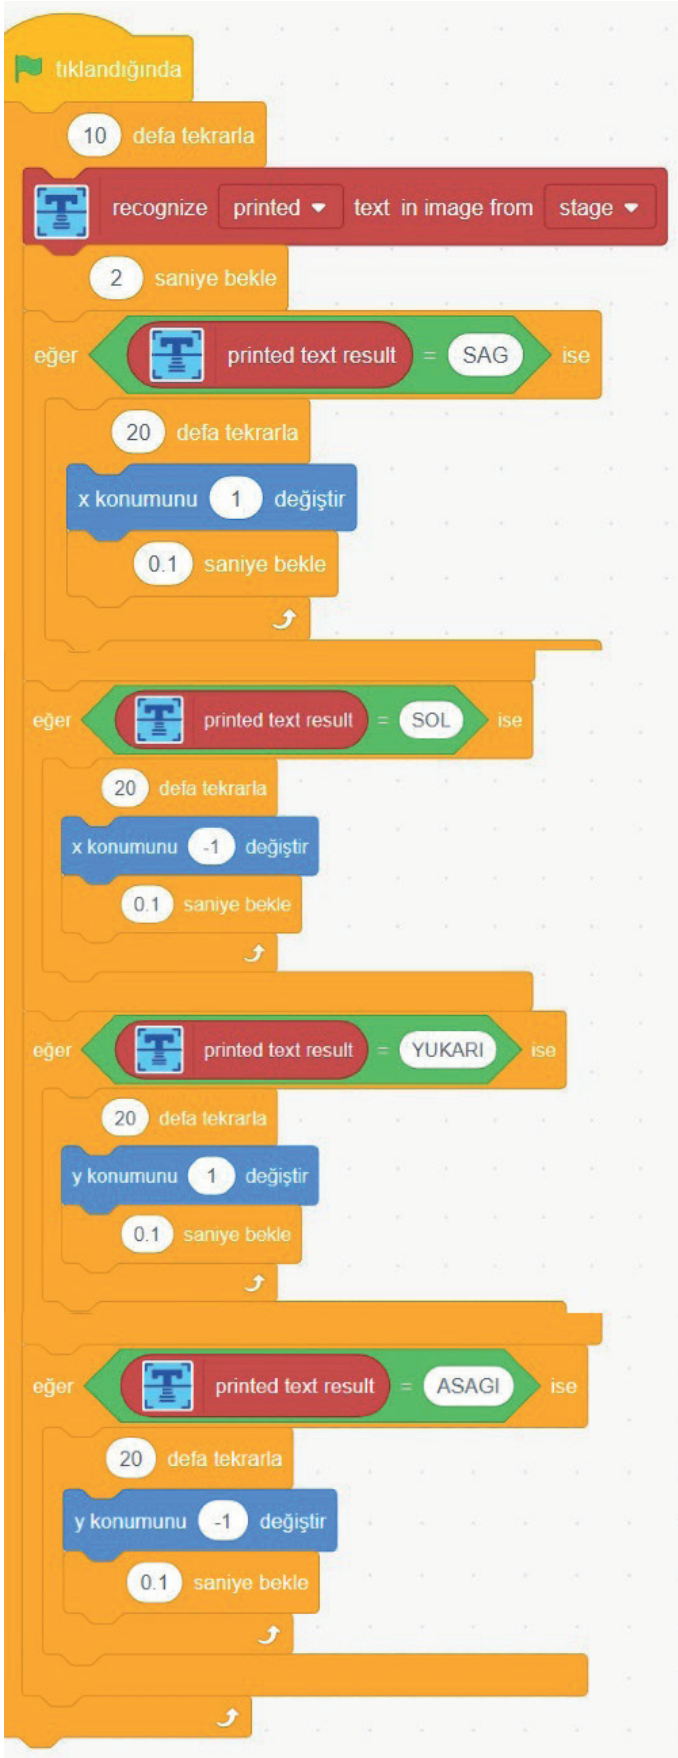 tıklandığında
10 defa tekrarla
recognize printed text in image from stage
2 saniye bekle
eğer printed text result = SAG ise
20 defa tekrarla
x konumunu 1 değiştir
0.1 saniye bekle
eğer printed text result = SOL ise
20 defa tekrarla
x konumunu -1 değiştir
0.1 saniye bekle
eğer printed text result = YUKARI ise
20 defa tekrarla
y konumunu 1 değiştir
0.1 saniye bekle
eğer printed text result = ASAGI ise
20 defa tekrarla
y konumunu -1 değiştir
0.1 saniye bekle